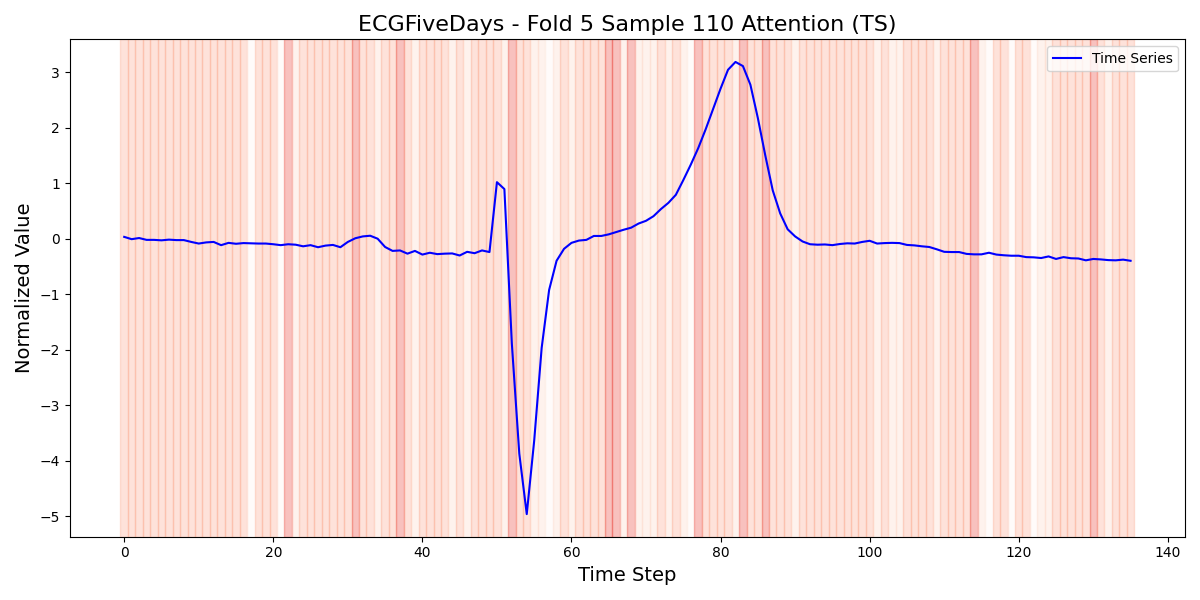 ECGFiveDays - Fold 5 Sample 110 Attention (TS)
Time Series
Normalized Value
3
2
1
0
−1
−2
−3
−4
−5
0 20 40 60 80 100 120 140
Time Step